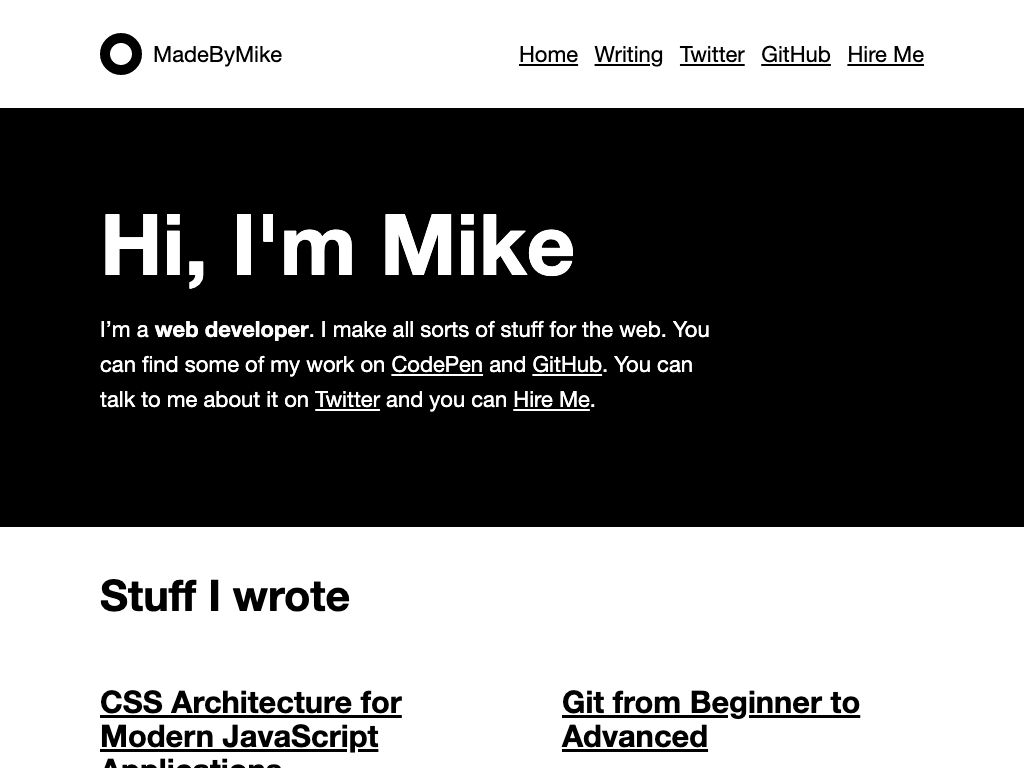 MadeByMike
Home Writing Twitter GitHub Hire Me
Hi, I'm Mike
I’m a web developer. I make all sorts of stuff for the web. You
can find some of my work on CodePen and GitHub. You can
talk to me about it on Twitter and you can Hire Me.
Stuff I wrote
CSS Architecture for
Modern JavaScript
Applications
Git from Beginner to
Advanced